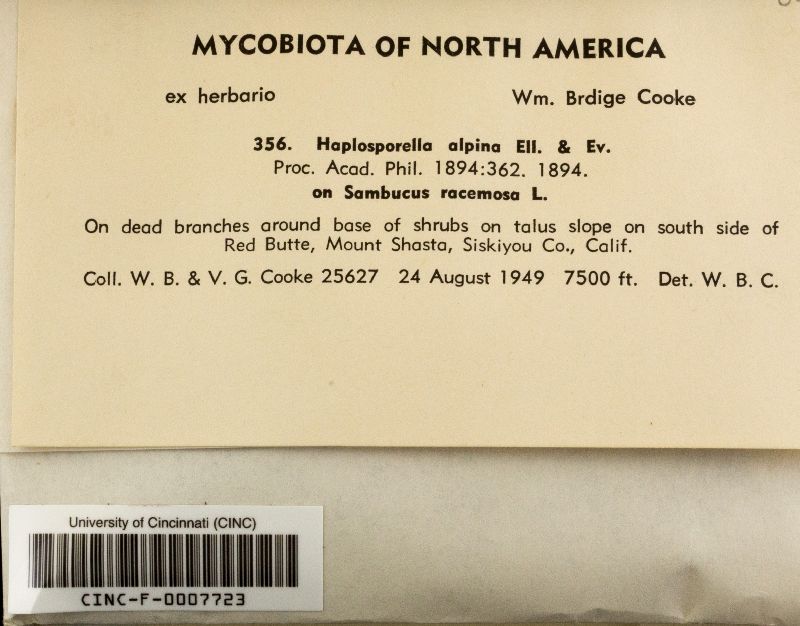 MYCOBIOTA OF NORTH AMERICA
ex herbario Wm. Brdige Cooke
356. Haplosporella alpina Ell. & Ev.
Proc. Acad. Phil. 1894:362. 1894.
on Sambucus racemosa L.
On dead branches around base of shrubs on talus slope on south side of
Red Butte, Mount Shasta, Siskiyou Co., Calif.
Coll. W. B. & V. G. Cooke 25627 24 August 1949 7500 ft. Det. W. B. C.
University of Cincinnati (CINC)
CINC-F-0007723